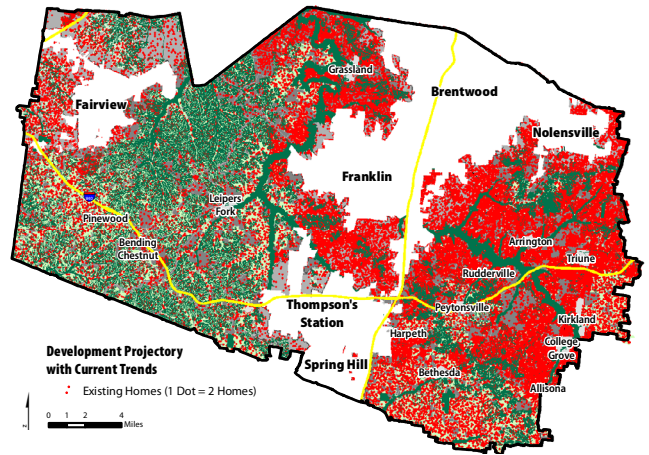 Grassland
Brentwood
Fairview
Nolensville
Franklin
Leipers
Fork
Pinewood
Bending
Chestnut
Arrington
Triune
Rudderville
Thompson's
Station
Peytonsville
Harpeth
Kirkland
College
Grove
Spring Hill
Bethesda
Allisona
Development Projectory
with Current Trends
Existing Homes (1 Dot = 2 Homes)
0 1 2 4
Miles